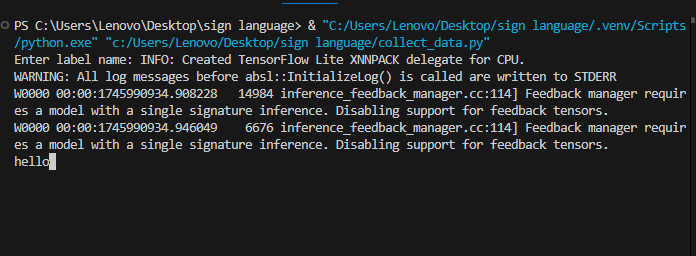 PS C:\Users\Lenovo\Desktop\sign language> & "C:/Users/Lenovo/Desktop/sign language/.venv/Scripts
/python.exe" "c:/Users/Lenovo/Desktop/sign language/collect_data.py"
Enter label name: INFO: Created TensorFlow Lite XNNPACK delegate for CPU.
WARNING: All log messages before absl::InitializeLog() is called are written to STDERR
W0000 00:00:1745990934.908228   14984 inference_feedback_manager.cc:114] Feedback manager requir
es a model with a single signature inference. Disabling support for feedback tensors.
W0000 00:00:1745990934.946049    6676 inference_feedback_manager.cc:114] Feedback manager requir
es a model with a single signature inference. Disabling support for feedback tensors.
hello